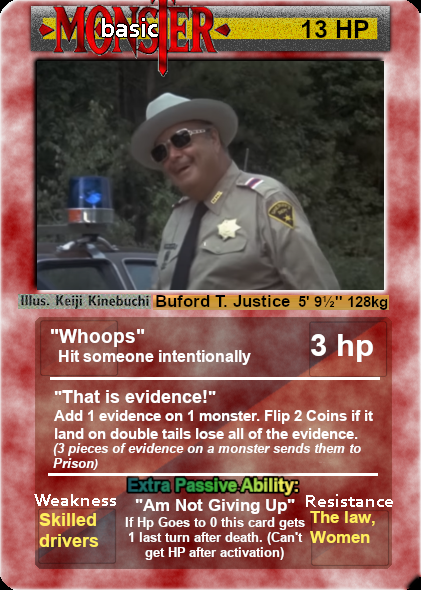 MONSTER
basic
13 HP
Illus. Keiji Kinebuchi
Buford T. Justice 5' 9½" 128kg
"Whoops"
Hit someone intentionally
3 hp
"That is evidence!"
Add 1 evidence on 1 monster. Flip 2 Coins if it
land on double tails lose all of the evidence.
(3 pieces of evidence on a monster sends them to
Prison)
Extra Passive Ability:
Weakness
Skilled
drivers
"Am Not Giving Up"
If Hp Goes to 0 this card gets
1 last turn after death. (Can't
get HP after activation)
Resistance
The law,
Women